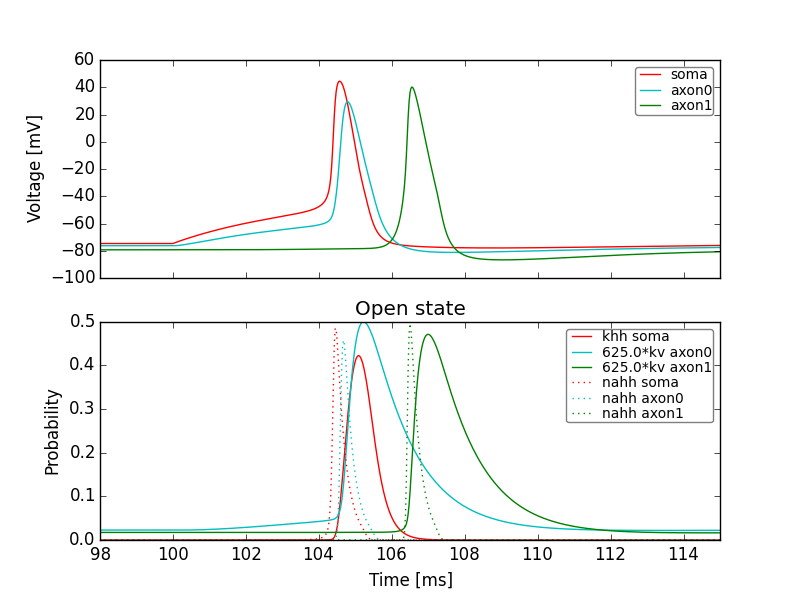 60
40
20
0
−20
−40
−60
−80
−100
Voltage [mV]
soma
axon0
axon1
Open state
0.5
0.4
0.3
0.2
0.1
0.0
Probability
khh soma
625.0*kv axon0
625.0*kv axon1
nahh soma
nahh axon0
nahh axon1
98 100 102 104 106 108 110 112 114
Time [ms]